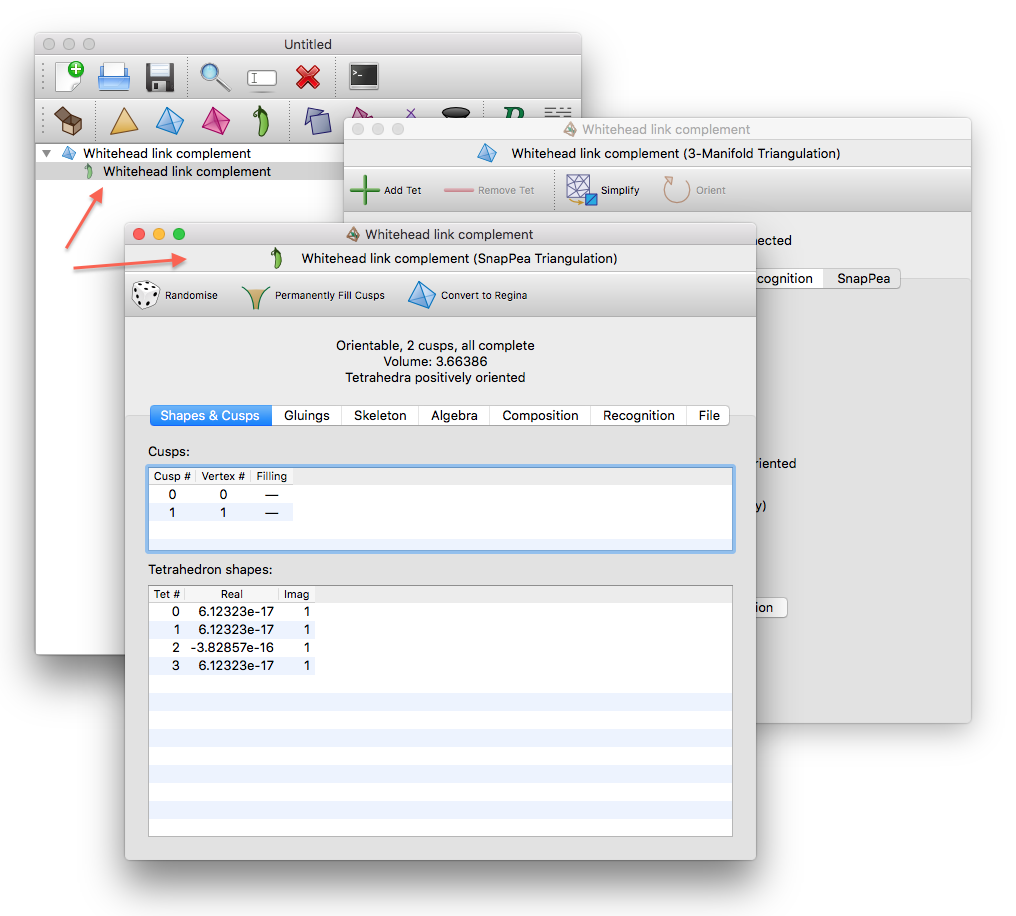 Untitled
Whitehead link complement
Whitehead link complement
Whitehead link complement
Whitehead link complement (3-Manifold Triangulation)
Add Tet Remove Tet Simplify Orient
SnapPea
Whitehead link complement
Whitehead link complement (SnapPea Triangulation)
Randomise Permanently Fill Cusps Convert to Regina
Orientable, 2 cusps, all complete
Volume: 3.66386
Tetrahedra positively oriented
Shapes & Cusps Gluings Skeleton Algebra Composition Recognition File
Cusps:
Cusp # Vertex # Filling
0 0 —
1 1 —
Tetrahedron shapes:
Tet # Real Imag
0 6.12323e-17 1
1 6.12323e-17 1
2 -3.82857e-16 1
3 6.12323e-17 1